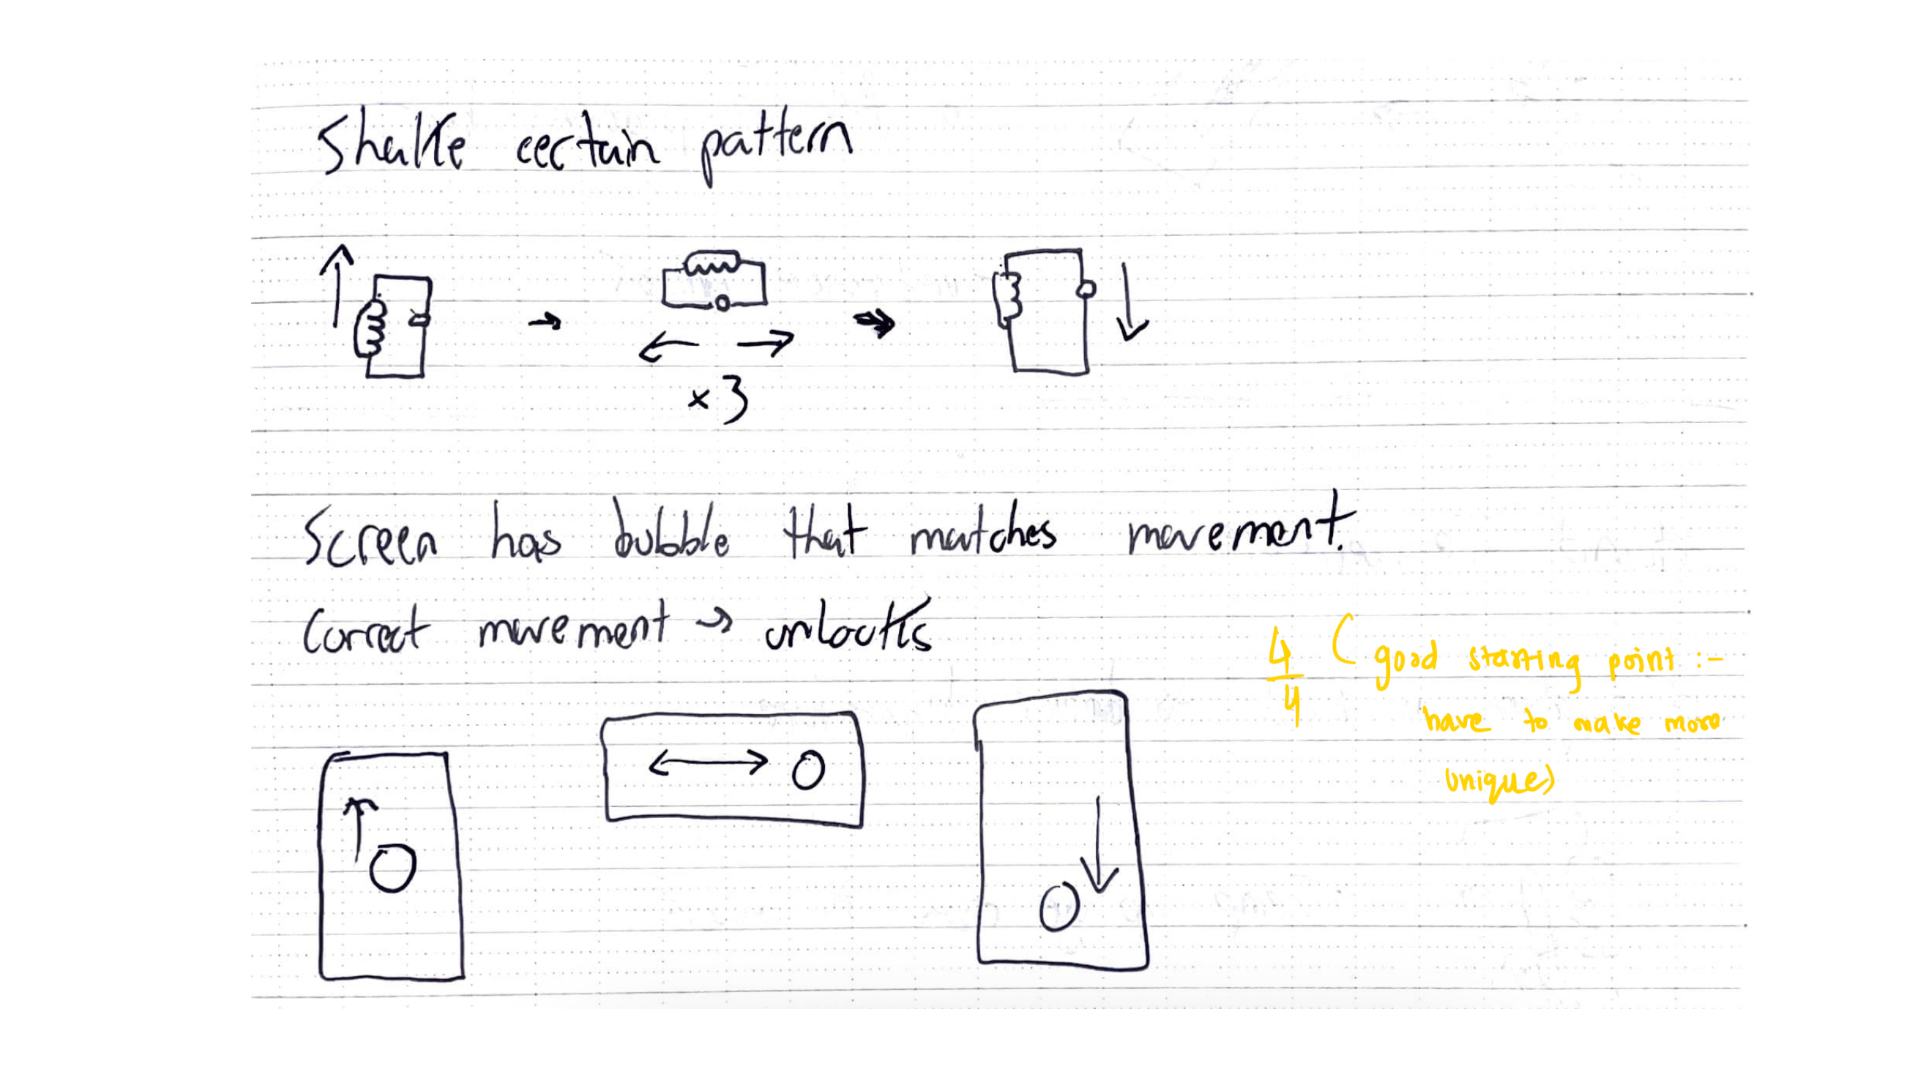 Shake certain pattern
x 3
Screen has bubble that matches movement.
Correct movement → unlocks
4/4 (good starting point :-
have to make more
unique)